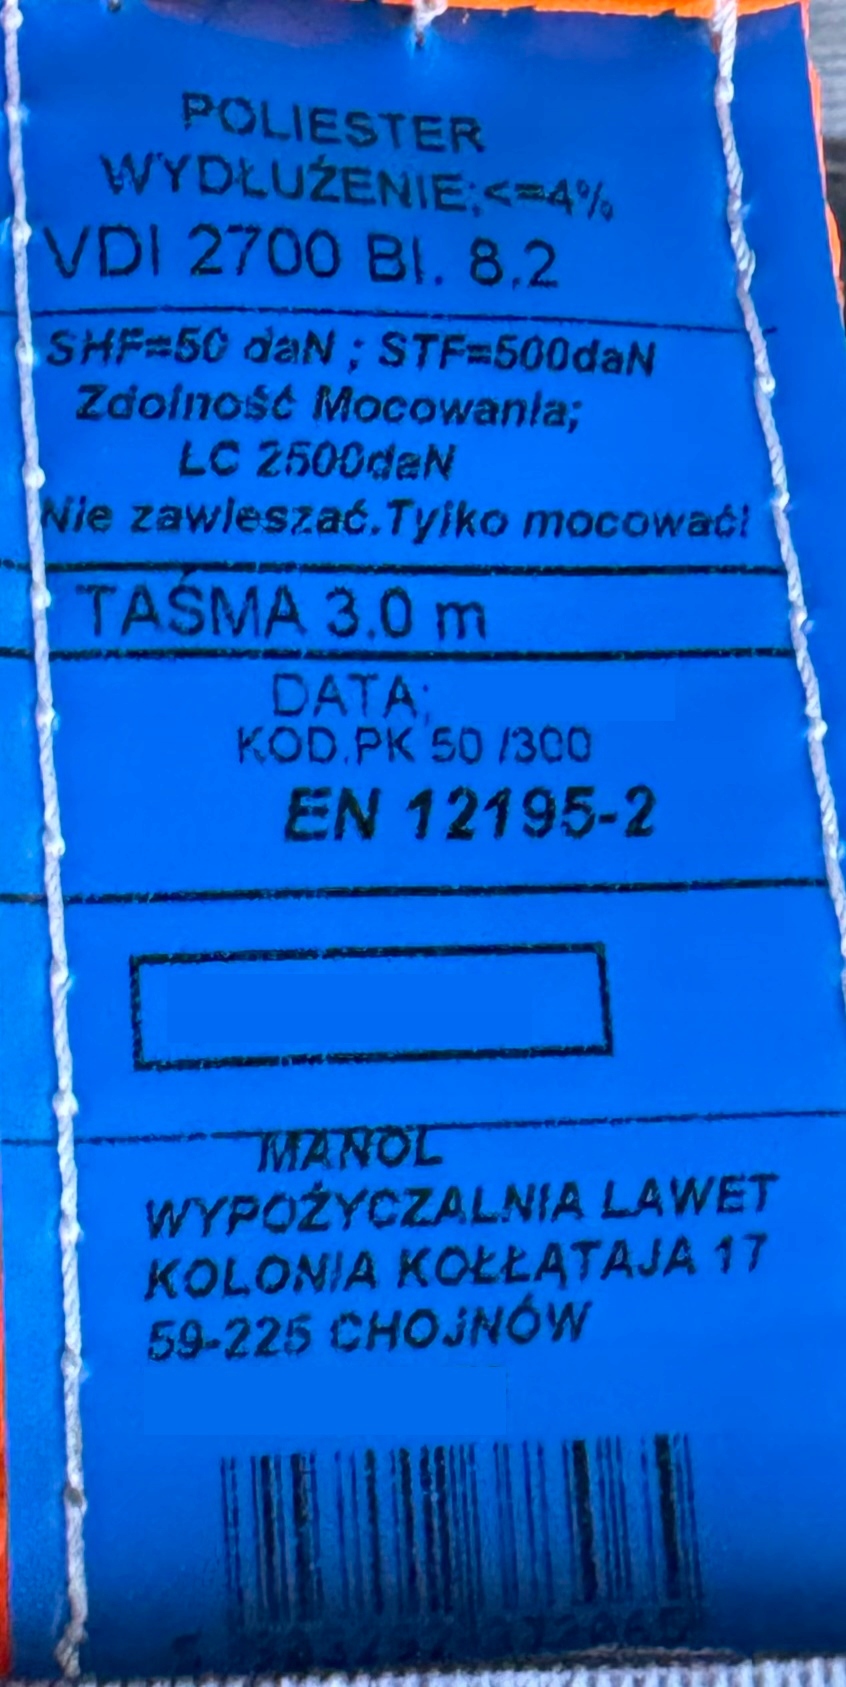 POLIESTER
WYDŁUŻENIE;<=4%
VDI 2700 Bl. 8.2
SHF=50 daN ; STF=500daN
Zdolność Mocowania;
LC 2500daN
Nie zawieszać.Tylko mocować!
TAŚMA 3.0 m
DATA;
KOD.PK 50 /300
EN 12195-2
MANOL
WYPOŻYCZALNIA LAWET
KOLONIA KOŁŁĄTAJA 17
59-225 CHOJNÓW